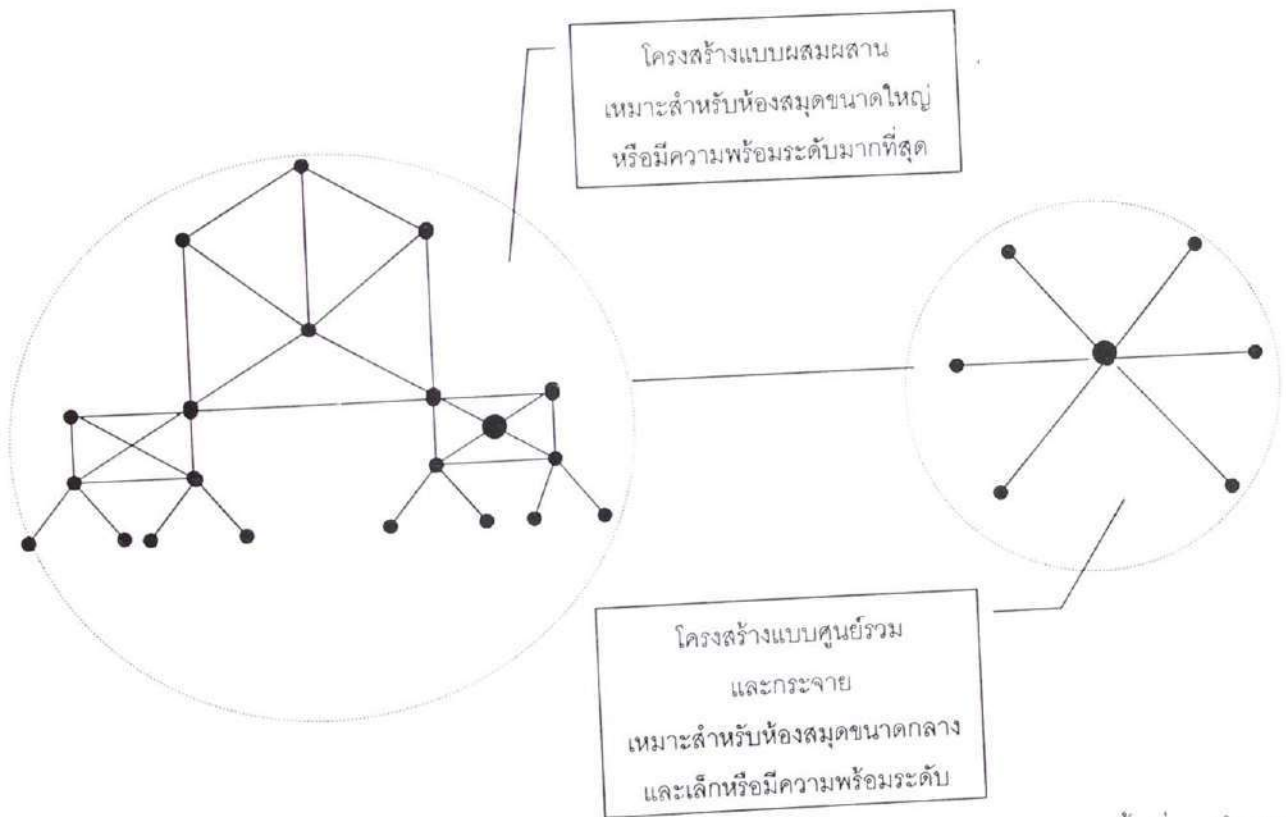 โครงสร้างแบบผสมผสาน
เหมาะสำหรับห้องสมุดขนาดใหญ่
หรือมีความพร้อมระดับมากที่สุด
โครงสร้างแบบศูนย์รวม
และกระจาย
เหมาะสำหรับห้องสมุดขนาดกลาง
และเล็กหรือมีความพร้อมระดับ